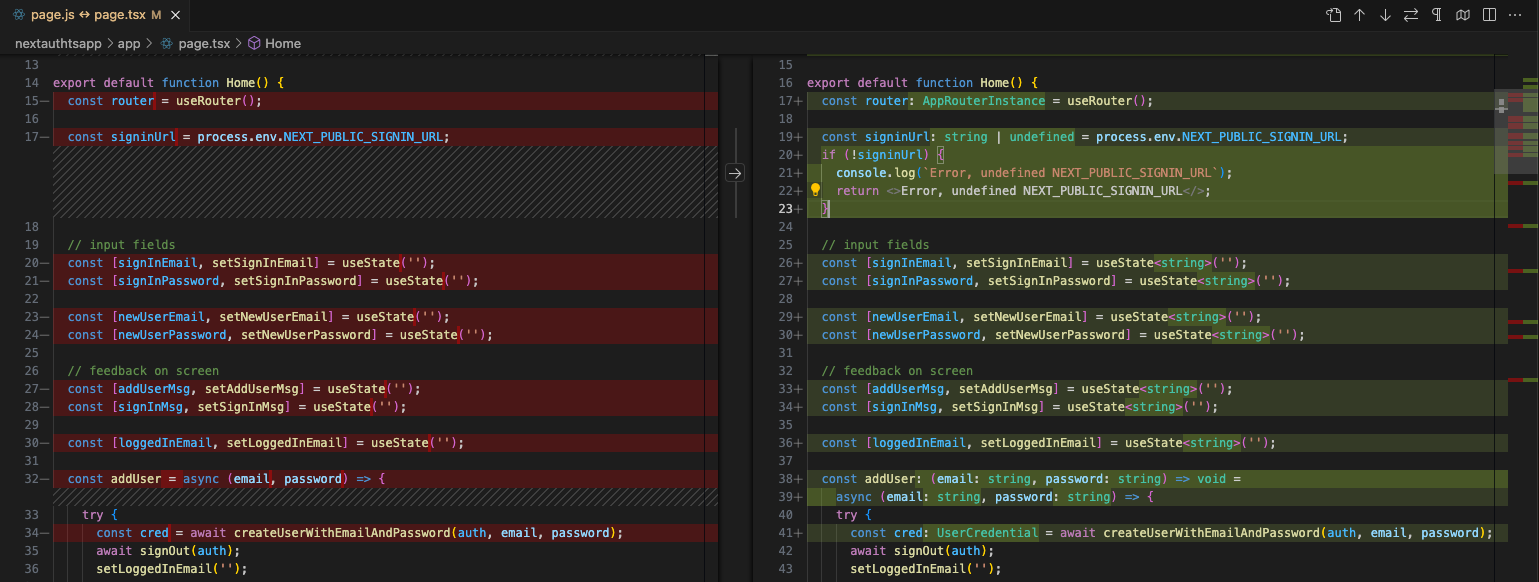 page.js ↔ page.tsx M
nextauthtsapp > app > page.tsx > Home
13
14 export default function Home() {
15— const router = useRouter();
16
17— const signinUrl = process.env.NEXT_PUBLIC_SIGNIN_URL;
18
19 // input fields
20— const [signInEmail, setSignInEmail] = useState('');
21— const [signInPassword, setSignInPassword] = useState('');
22
23— const [newUserEmail, setNewUserEmail] = useState('');
24— const [newUserPassword, setNewUserPassword] = useState('');
25
26 // feedback on screen
27— const [addUserMsg, setAddUserMsg] = useState('');
28— const [signInMsg, setSignInMsg] = useState('');
29
30— const [loggedInEmail, setLoggedInEmail] = useState('');
31
32— const addUser = async (email, password) => {
33 try {
34— const cred = await createUserWithEmailAndPassword(auth, email, password);
35 await signOut(auth);
36 setLoggedInEmail('');
15
16 export default function Home() {
17+ const router: AppRouterInstance = useRouter();
18
19+ const signinUrl: string | undefined = process.env.NEXT_PUBLIC_SIGNIN_URL;
20+ if (!signinUrl) {
21+ console.log(`Error, undefined NEXT_PUBLIC_SIGNIN_URL`);
22+ return <>Error, undefined NEXT_PUBLIC_SIGNIN_URL</>;
23+ }
24
25 // input fields
26+ const [signInEmail, setSignInEmail] = useState<string>('');
27+ const [signInPassword, setSignInPassword] = useState<string>('');
28
29+ const [newUserEmail, setNewUserEmail] = useState<string>('');
30+ const [newUserPassword, setNewUserPassword] = useState<string>('');
31
32 // feedback on screen
33+ const [addUserMsg, setAddUserMsg] = useState<string>('');
34+ const [signInMsg, setSignInMsg] = useState<string>('');
35
36+ const [loggedInEmail, setLoggedInEmail] = useState<string>('');
37
38+ const addUser: (email: string, password: string) => void =
39+ async (email: string, password: string) => {
40 try {
41+ const cred: UserCredential = await createUserWithEmailAndPassword(auth, email, password);
42 await signOut(auth);
43 setLoggedInEmail('');